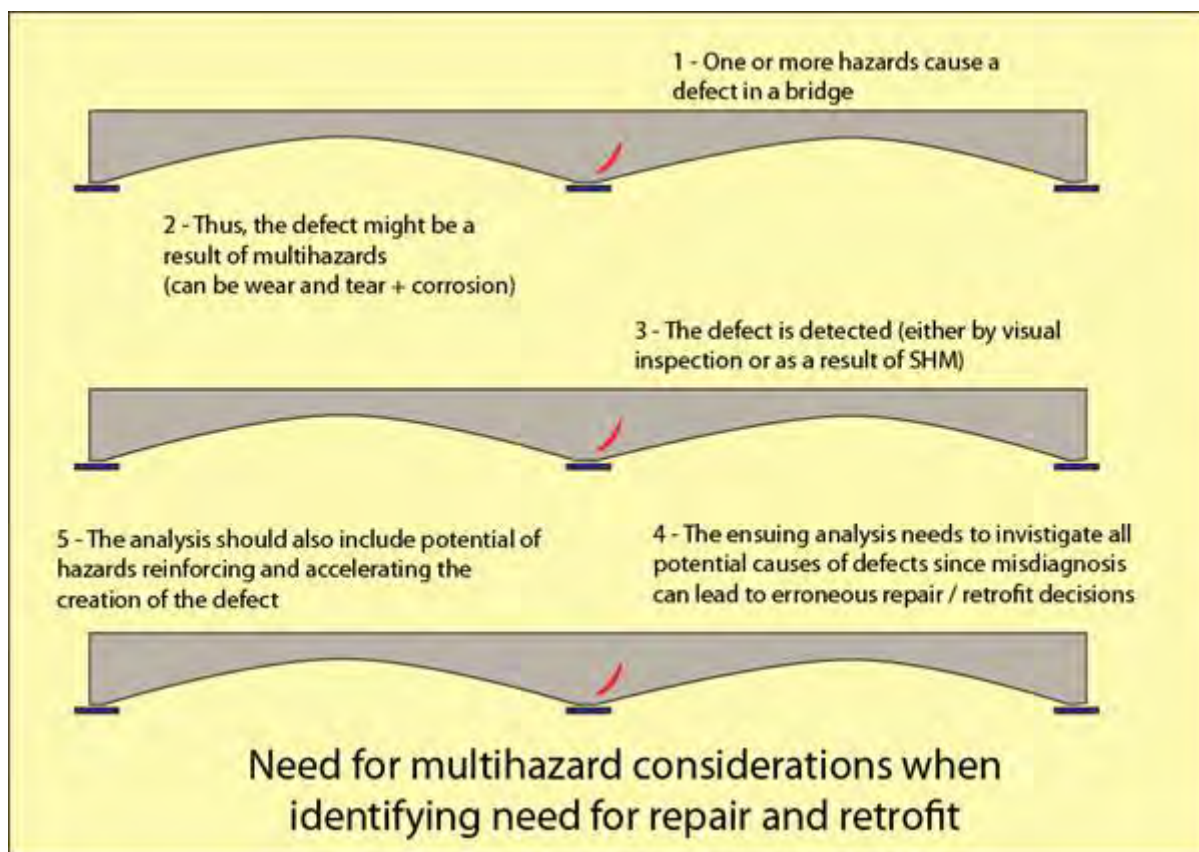 1 - One or more hazards cause a
defect in a bridge
2 - Thus, the defect might be a
result of multihazards
(can be wear and tear + corrosion)
3 - The defect is detected (either by visual
inspection or as a result of SHM)
4 - The ensuing analysis needs to invistigate all
potential causes of defects since misdiagnosis
can lead to erroneous repair / retrofit decisions
5 - The analysis should also include potential of
hazards reinforcing and accelerating the
creation of the defect
Need for multihazard considerations when
identifying need for repair and retrofit